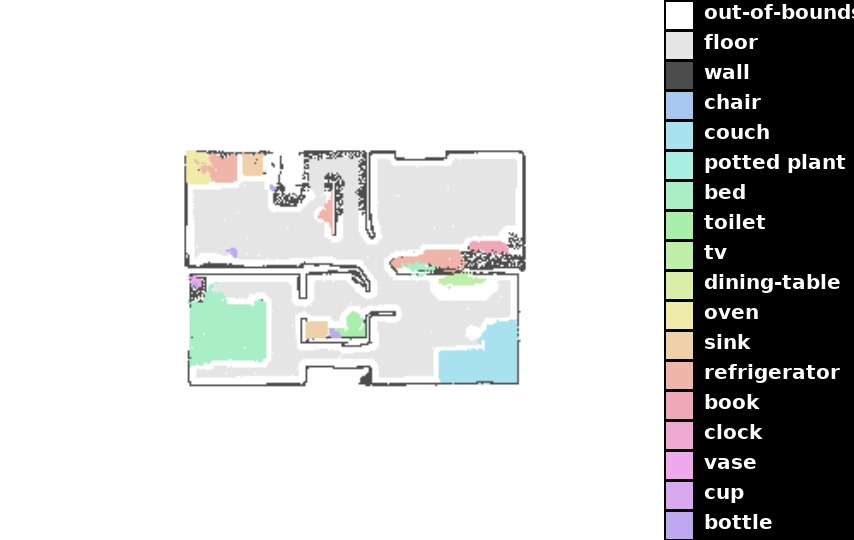 out-of-bounds
floor
wall
chair
couch
potted plant
bed
toilet
tv
dining-table
oven
sink
refrigerator
book
clock
vase
cup
bottle